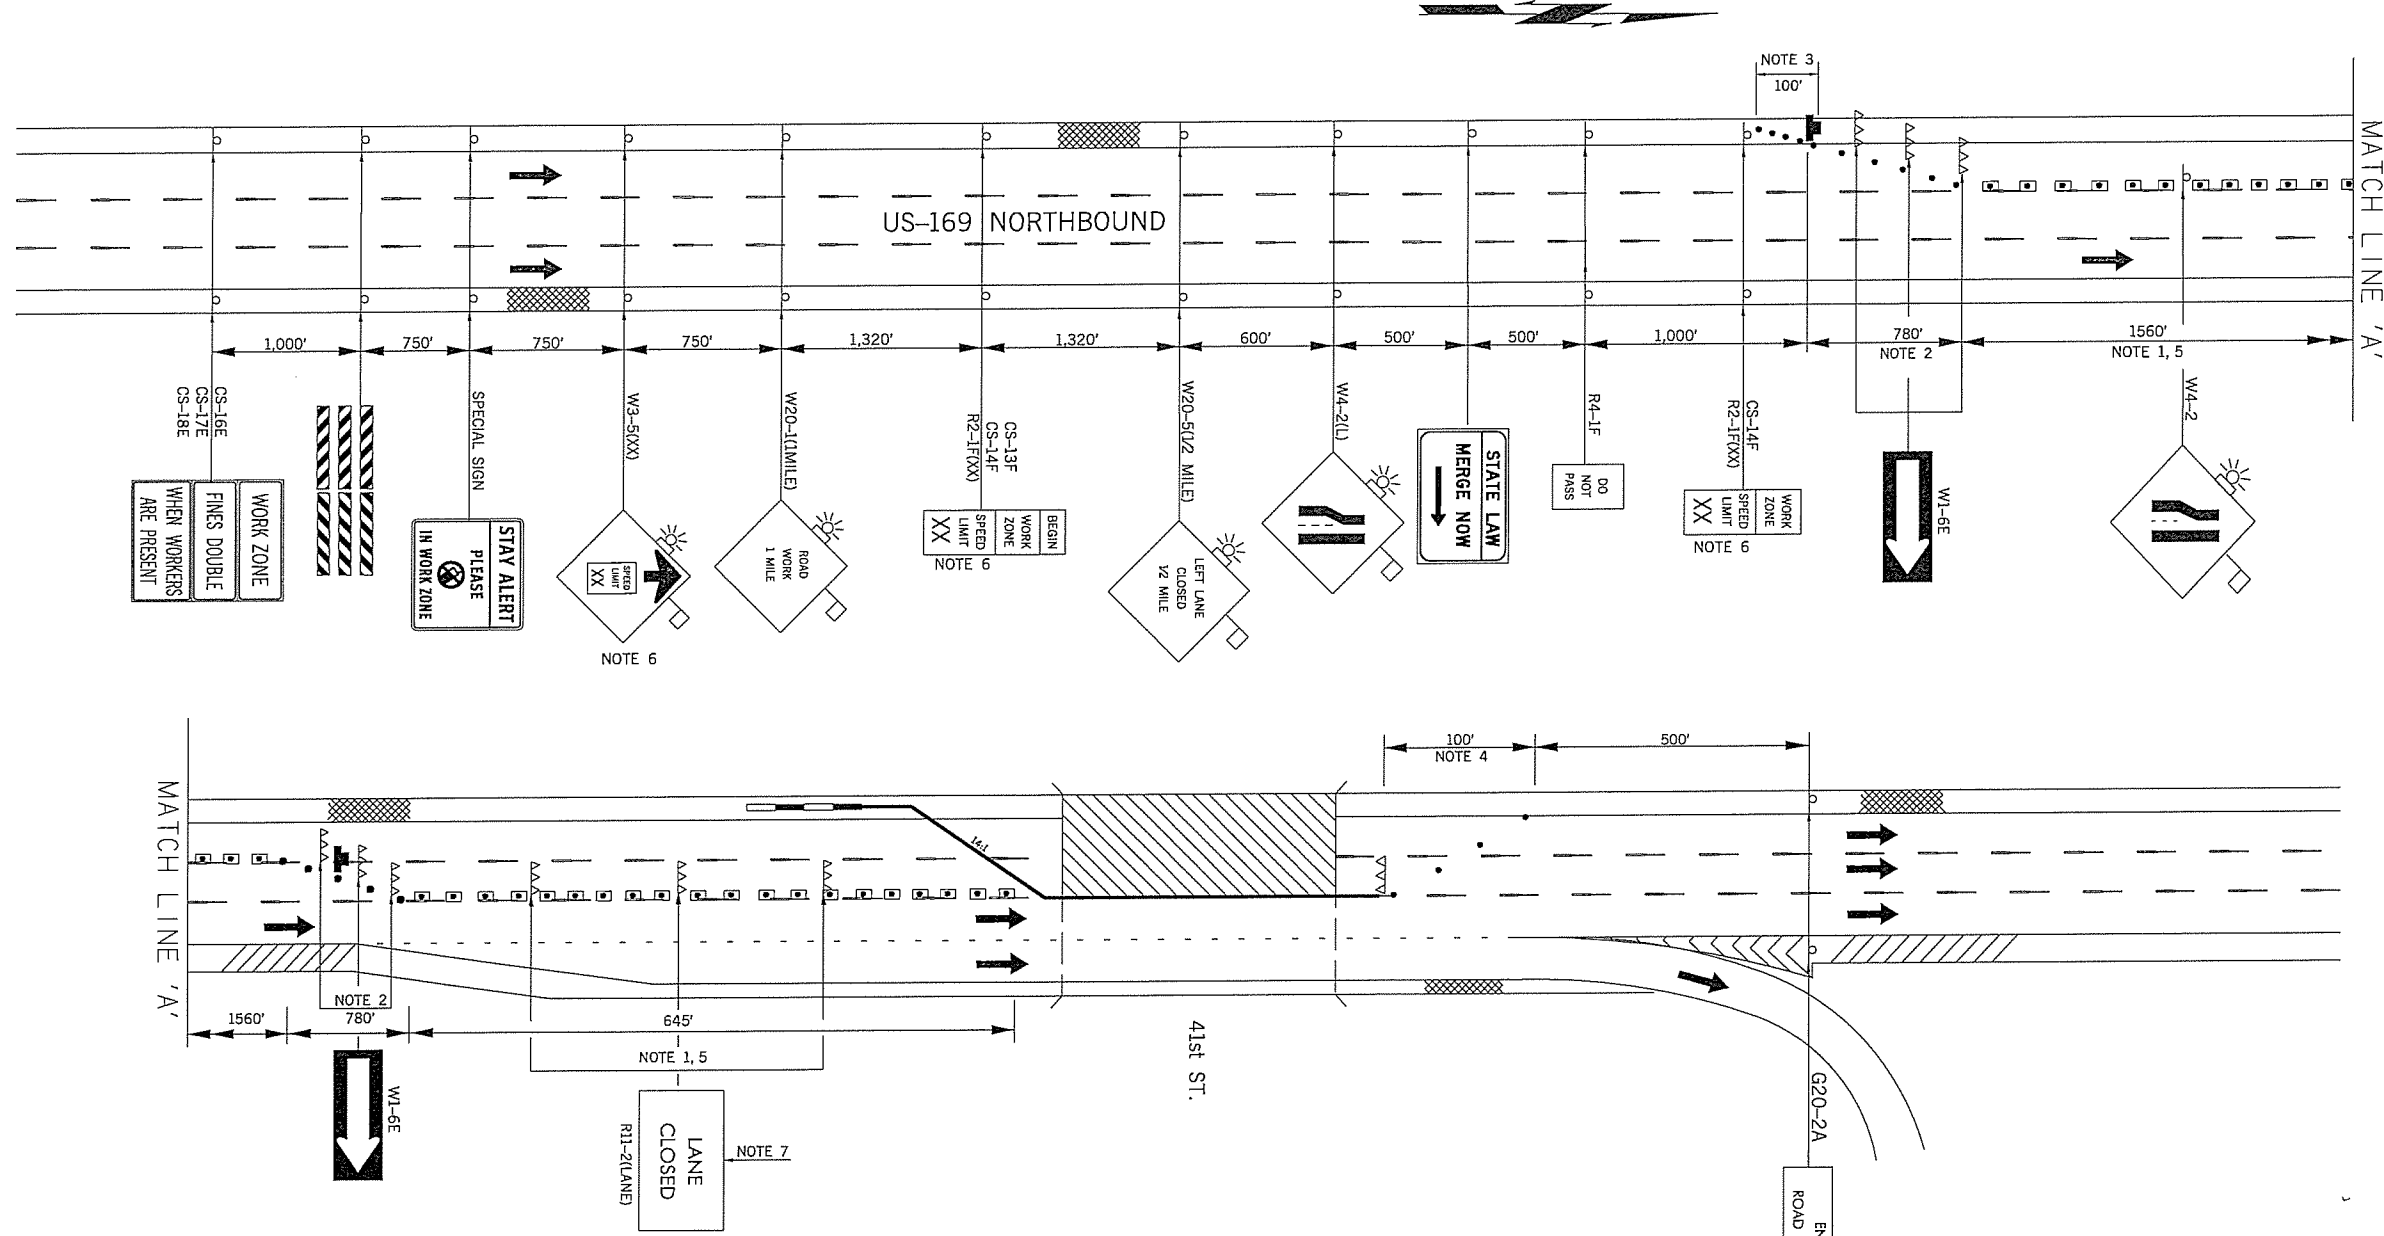 NOTE 3
100'
US-169 NORTHBOUND
MATCH LINE 'A'
1,000'
750'
750'
750'
1,320'
1,320'
600'
500'
500'
1,000'
780'
NOTE 2
1560'
NOTE 1, 5
CS-16E
CS-17E
CS-18E
WORK ZONE
FINES DOUBLE
WHEN WORKERS
ARE PRESENT
SPECIAL SIGN
STAY ALERT
PLEASE
IN WORK ZONE
W3-5(XX)
SPEED
LIMIT
XX
NOTE 6
W20-1(1MILE)
ROAD
WORK
1 MILE
CS-13F
CS-14F
R2-1F(XX)
BEGIN
WORK
ZONE
SPEED
LIMIT
XX
NOTE 6
W20-5(1/2 MILE)
LEFT LANE
CLOSED
1/2 MILE
W4-2(L)
STATE LAW
MERGE NOW
R4-1F
DO
NOT
PASS
CS-14F
R2-1F(XX)
WORK
ZONE
SPEED
LIMIT
XX
NOTE 6
W1-6E
W4-2
MATCH LINE 'A'
100'
NOTE 4
500'
14:1
NOTE 2
1560'
780'
645'
NOTE 1, 5
W1-6E
LANE
CLOSED
R11-2(LANE)
NOTE 7
41st ST.
G20-2A
EN
ROAD